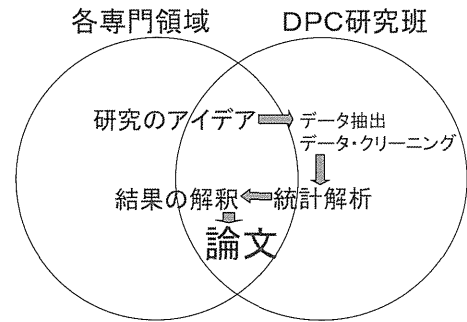 各専門領域 DPC研究班
研究のアイデア データ抽出
データ・クリーニング
結果の解釈 統計解析
論文